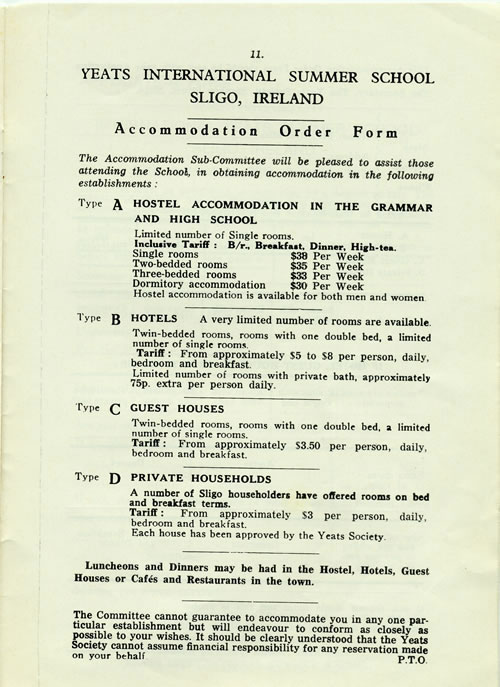 11.
YEATS INTERNATIONAL SUMMER SCHOOL
SLIGO, IRELAND
Accommodation Order Form
The Accommodation Sub-Committee will be pleased to assist those
attending the School, in obtaining accommodation in the following
establishments :
Type A HOSTEL ACCOMMODATION IN THE GRAMMAR
AND HIGH SCHOOL
Limited number of Single rooms.
Inclusive Tariff : B/r., Breakfast, Dinner, High-tea.
Single rooms $38 Per Week
Two-bedded rooms $35 Per Week
Three-bedded rooms $33 Per Week
Dormitory accommodation $30 Per Week
Hostel accommodation is available for both men and women
Type B HOTELS A very limited number of rooms are available.
Twin-bedded rooms, rooms with one double bed, a limited
number of single rooms.
Tariff : From approximately $5 to $8 per person, daily,
bedroom and breakfast.
Limited number of rooms with private bath, approximately
75p. extra per person daily.
Type C GUEST HOUSES
Twin-bedded rooms, rooms with one double bed, a limited
number of single rooms.
Tariff : From approximately $3.50 per person, daily,
bedroom and breakfast.
Type D PRIVATE HOUSEHOLDS
A number of Sligo householders have offered rooms on bed
and breakfast terms.
Tariff : From approximately $3 per person, daily,
bedroom and breakfast.
Each house has been approved by the Yeats Society.
Luncheons and Dinners may be had in the Hostel, Hotels, Guest
Houses or Cafés and Restaurants in the town.
The Committee cannot guarantee to accommodate you in any one par-
ticular establishment but will endeavour to conform as closely as
possible to your wishes. It should be clearly understood that the Yeats
Society cannot assume financial responsibility for any reservation made
on your behalf
P.T.O.